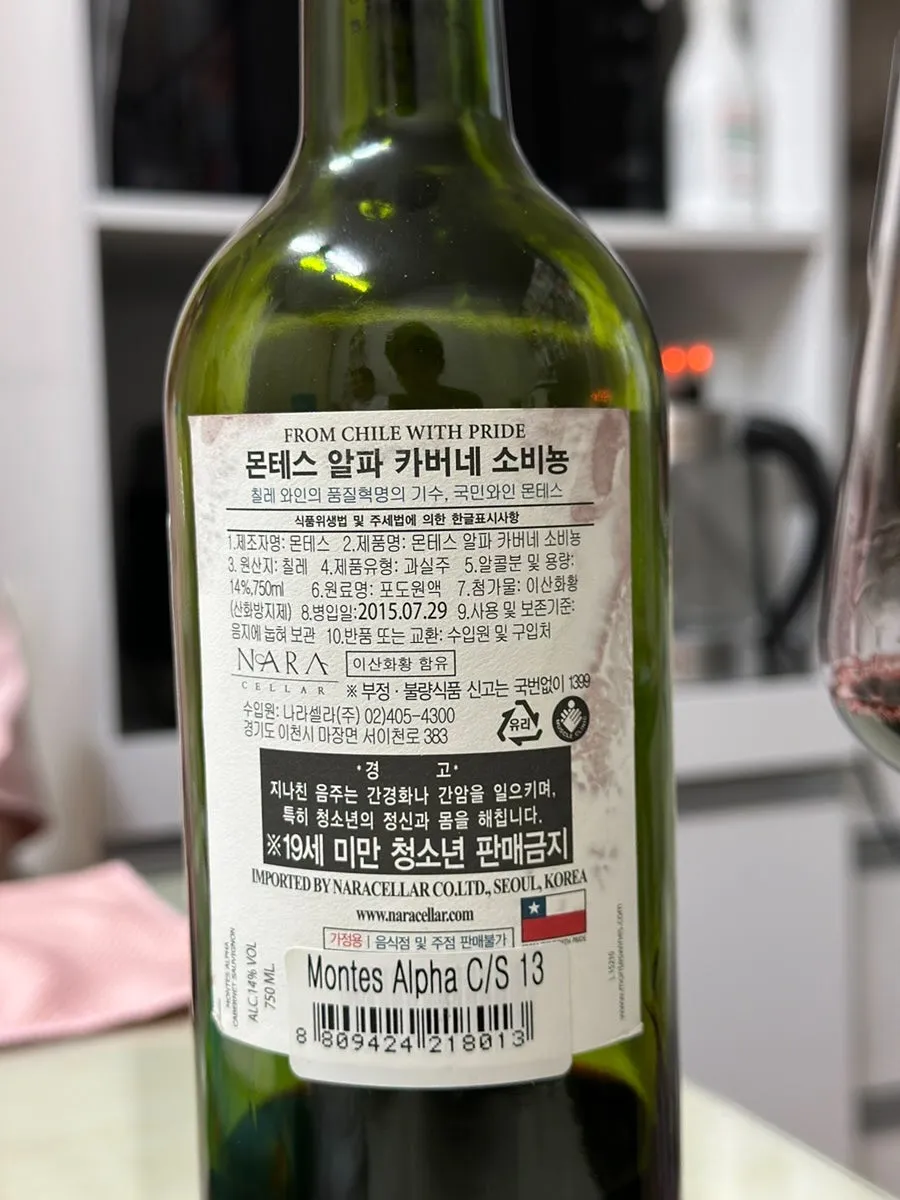 FROM CHILE WITH PRIDE
몬테스 알파 카버네 소비뇽
칠레 와인의 품질혁명의 기수, 국민와인 몬테스
식품위생법 및 주세법에 의한 한글표시사항
1.제조자명: 몬테스 2.제품명: 몬테스 알파 카버네 소비뇽
3. 원산지: 칠레 4.제품유형: 과실주 5.알콜분 및 용량:
14%,750ml 6.원료명: 포도원액 7.첨가물: 이산화황
(산화방지제) 8.병입일:2015.07.29 9.사용 및 보존기준:
음지에 눕혀 보관 10.반품 또는 교환: 수입원 및 구입처
NARA
CELLAR
이산화황 함유
※ 부정·불량식품 신고는 국번없이 1399
수입원: 나라셀라(주) 02)405-4300
경기도 이천시 마장면 서이천로 383
유리
·경 고·
지나친 음주는 간경화나 간암을 일으키며,
특히 청소년의 정신과 몸을 해칩니다.
※19세 미만 청소년 판매금지
IMPORTED BY NARACELLAR CO.LTD., SEOUL, KOREA
www.naracellar.com
가정용 | 음식점 및 주점 판매불가
MONTES ALPHA
CABERNET SAUVIGNON
ALC.14% VOL
750 ML.
www.monteswines.com
Montes Alpha C/S 13
8 809424 218013